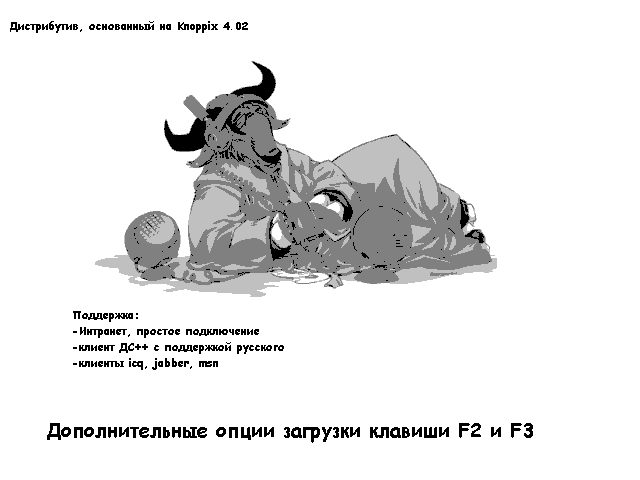 Дистрибутив, основанный на Knoppix 4.02
Поддержка:
-Интранет, простое подключение
-клиент ДС++ с поддержкой русского
-клиенты icq, jabber, msn
Дополнительные опции загрузки клавиши F2 и F3